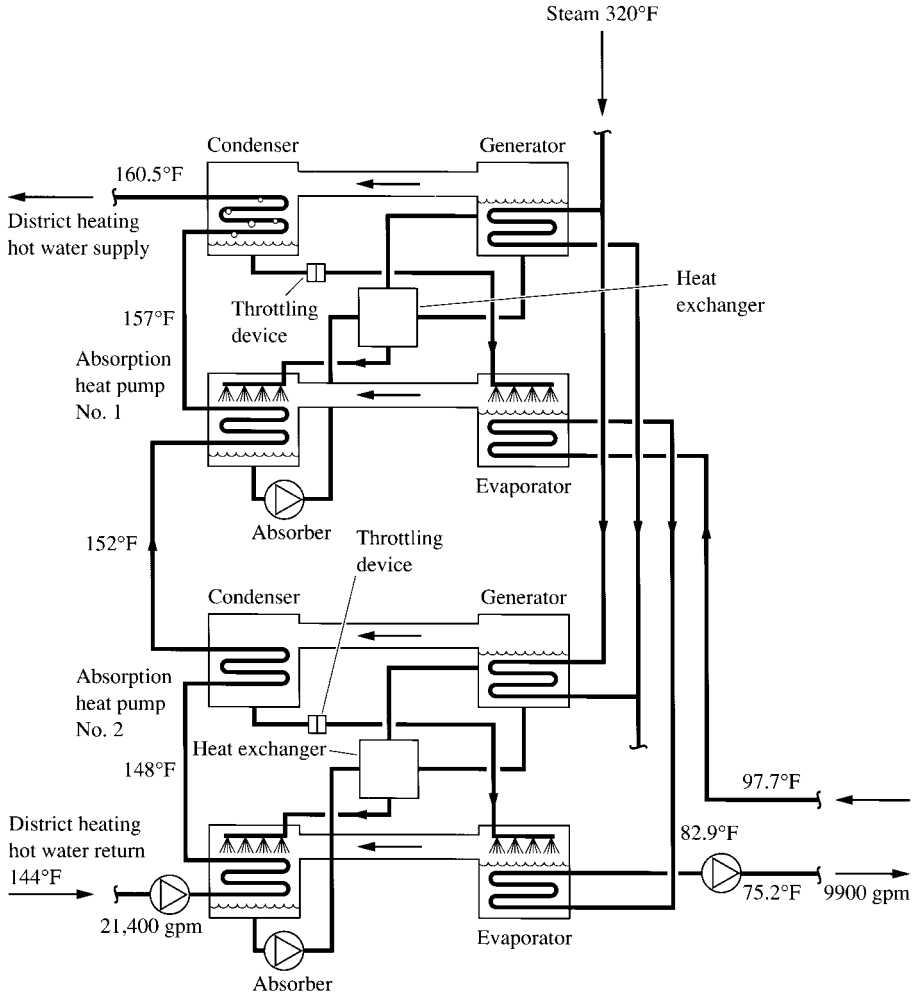 Steam 320°F
Condenser
Generator
160.5°F
District heating
hot water supply
Heat
exchanger
Throttling
device
157°F
Absorption
heat pump
No. 1
Evaporator
Absorber
152°F
Throttling
device
Condenser
Generator
Absorption
heat pump
No. 2
Heat exchanger
148°F
97.7°F
District heating
hot water return
144°F
82.9°F
21,400 gpm
75.2°F
9900 gpm
Evaporator
Absorber